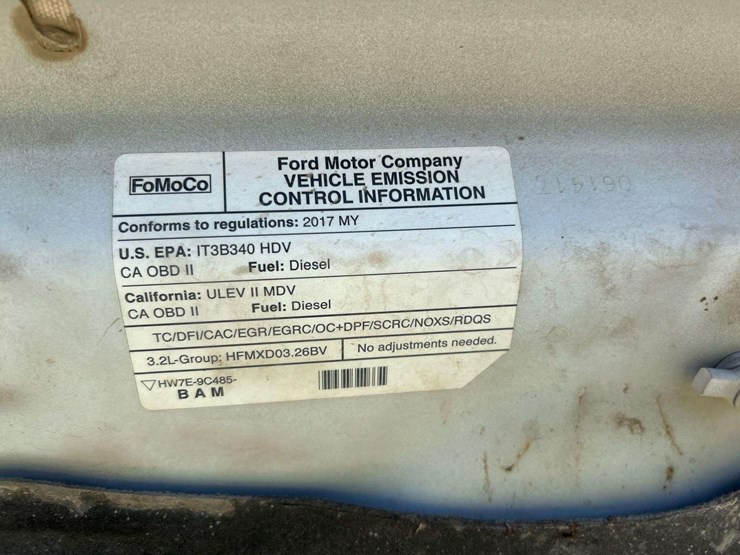 FoMoCo
Ford Motor Company
VEHICLE EMISSION
CONTROL INFORMATION
Conforms to regulations: 2017 MY
U.S. EPA: IT3B340 HDV
CA OBD II Fuel: Diesel
California: ULEV II MDV
CA OBD II Fuel: Diesel
TC/DFI/CAC/EGR/EGRC/OC+DPF/SCRC/NOXS/RDQS
3.2L-Group: HFMXD03.26BV No adjustments needed.
HW7E-9C485-
BAM